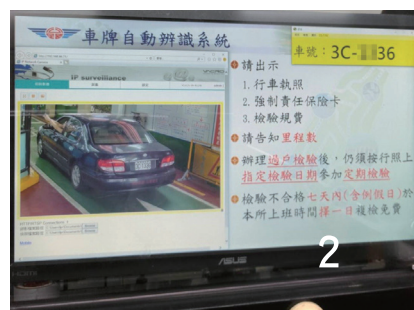 車牌自動辨識系統
車號：3C-36
IP surveillance
請出示
1.行車執照
2.強制責任保險卡
3.檢驗規費
請告知里程數
辦理過戶檢驗後，仍須按行照上
指定檢驗日期參加定期檢驗
檢驗不合格七天內(含例假日)於
本所上班時間擇一日複檢免費
ASUS
HDMI
2